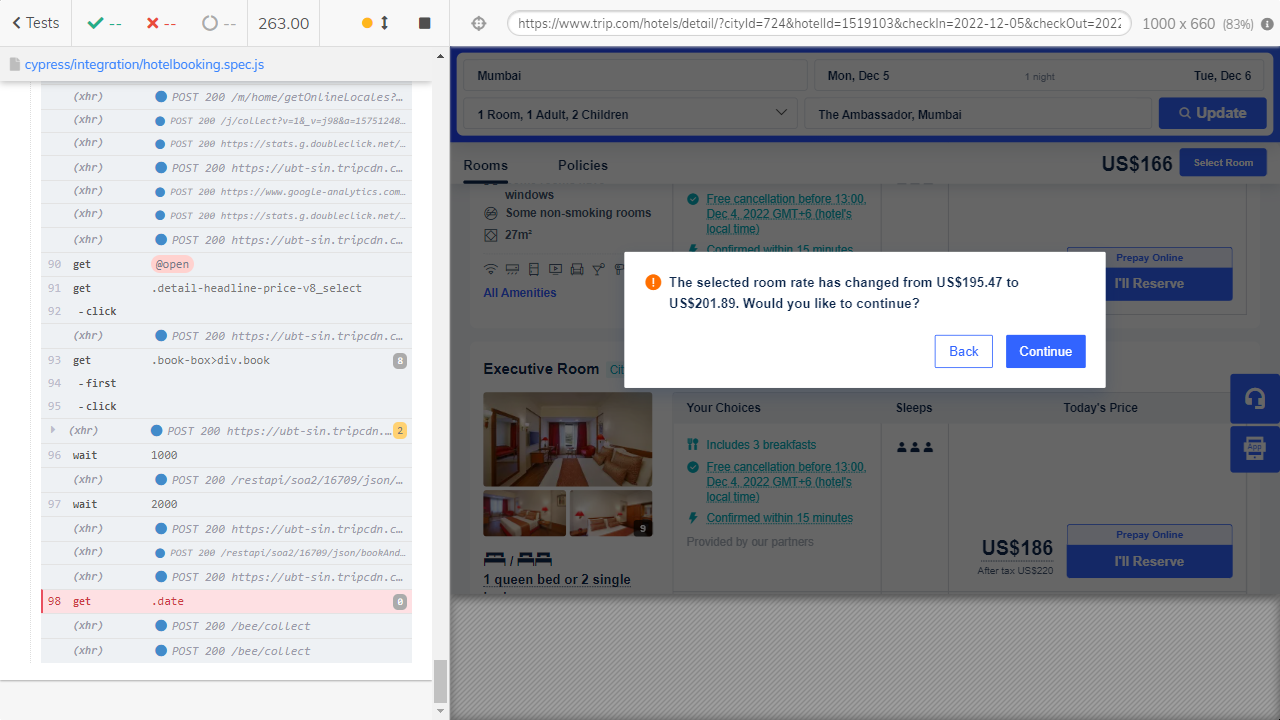 Tests
--
--
--
263.00
https://www.trip.com/hotels/detail/?cityId=724&hotelId=1519103&checkIn=2022-12-05&checkOut=2022
1000 x 660 (83%)
cypress/integration/hotelbooking.spec.js
(xhr) POST 200 /m/home/getOnlineLocales?…
(xhr) POST 200 /j/collect?v=1&_v=j98&a=15751248…
(xhr) POST 200 https://stats.g.doubleclick.net/…
(xhr) POST 200 https://ubt-sin.tripcdn.c…
(xhr) POST 200 https://www.google-analytics.com…
(xhr) POST 200 https://stats.g.doubleclick.net/…
(xhr) POST 200 https://ubt-sin.tripcdn.c…
90 get @open
91 get .detail-headline-price-v8_select
92 -click
(xhr) POST 200 https://ubt-sin.tripcdn.c…
93 get .book-box>div.book 8
94 -first
95 -click
(xhr) POST 200 https://ubt-sin.tripcdn.… 2
96 wait 1000
(xhr) POST 200 /restapi/soa2/16709/json/…
97 wait 2000
(xhr) POST 200 https://ubt-sin.tripcdn.c…
(xhr) POST 200 /restapi/soa2/16709/json/bookAnd…
(xhr) POST 200 https://ubt-sin.tripcdn.c…
98 get .date 0
(xhr) POST 200 /bee/collect
(xhr) POST 200 /bee/collect
Mumbai
Mon, Dec 5 1 night Tue, Dec 6
1 Room, 1 Adult, 2 Children
The Ambassador, Mumbai
Update
Rooms
Policies
US$166
Select Room
windows
Some non-smoking rooms
27m²
All Amenities
Free cancellation before 13:00,
Dec 4, 2022 GMT+6 (hotel's
local time)
Confirmed within 15 minutes
Prepay Online
I'll Reserve
The selected room rate has changed from US$195.47 to
US$201.89. Would you like to continue?
Back
Continue
Executive Room
Your Choices
Sleeps
Today's Price
9
1 queen bed or 2 single
Includes 3 breakfasts
Free cancellation before 13:00,
Dec 4, 2022 GMT+6 (hotel's
local time)
Confirmed within 15 minutes
Provided by our partners
US$186
After tax US$220
Prepay Online
I'll Reserve
App